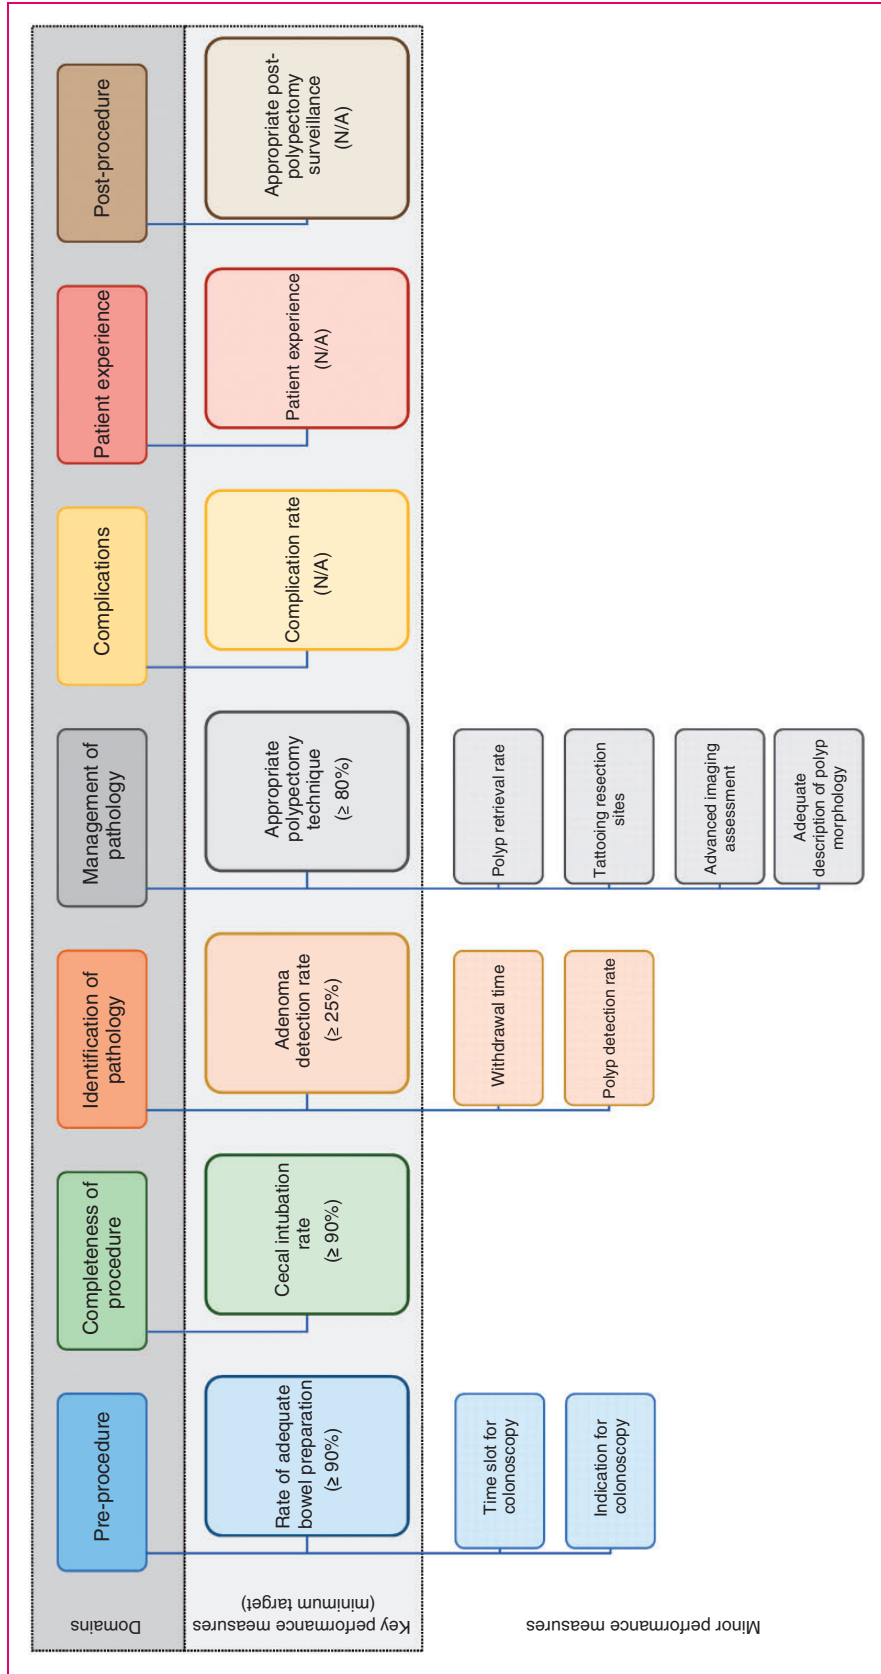 Domains
Pre-procedure
Completeness of
procedure
Identification of
pathology
Management of
pathology
Complications
Patient experience
Post-procedure
Key performance measures
(minimum target)
Rate of adequate
bowel preparation
(≥ 90%)
Cecal intubation
rate
(≥ 90%)
Adenoma
detection rate
(≥ 25%)
Appropriate
polypectomy
technique
(≥ 80%)
Complication rate
(N/A)
Patient experience
(N/A)
Appropriate post-
polypectomy
surveillance
(N/A)
Minor performance measures
Time slot for
colonoscopy
Indication for
colonoscopy
Withdrawal time
Polyp detection rate
Polyp retrieval rate
Tattooing resection
sites
Advanced imaging
assessment
Adequate
description of polyp
morphology